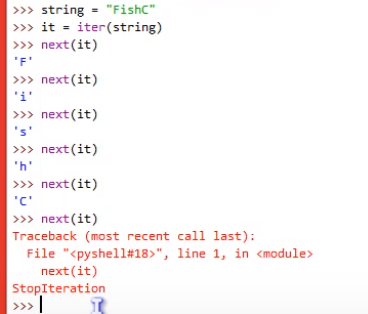 >>> string = "FishC"
>>> it = iter(string)
>>> next(it)
'F'
>>> next(it)
'i'
>>> next(it)
's'
>>> next(it)
'h'
>>> next(it)
'C'
>>> next(it)
Traceback (most recent call last):
  File "<pyshell#18>", line 1, in <module>
    next(it)
StopIteration
>>>